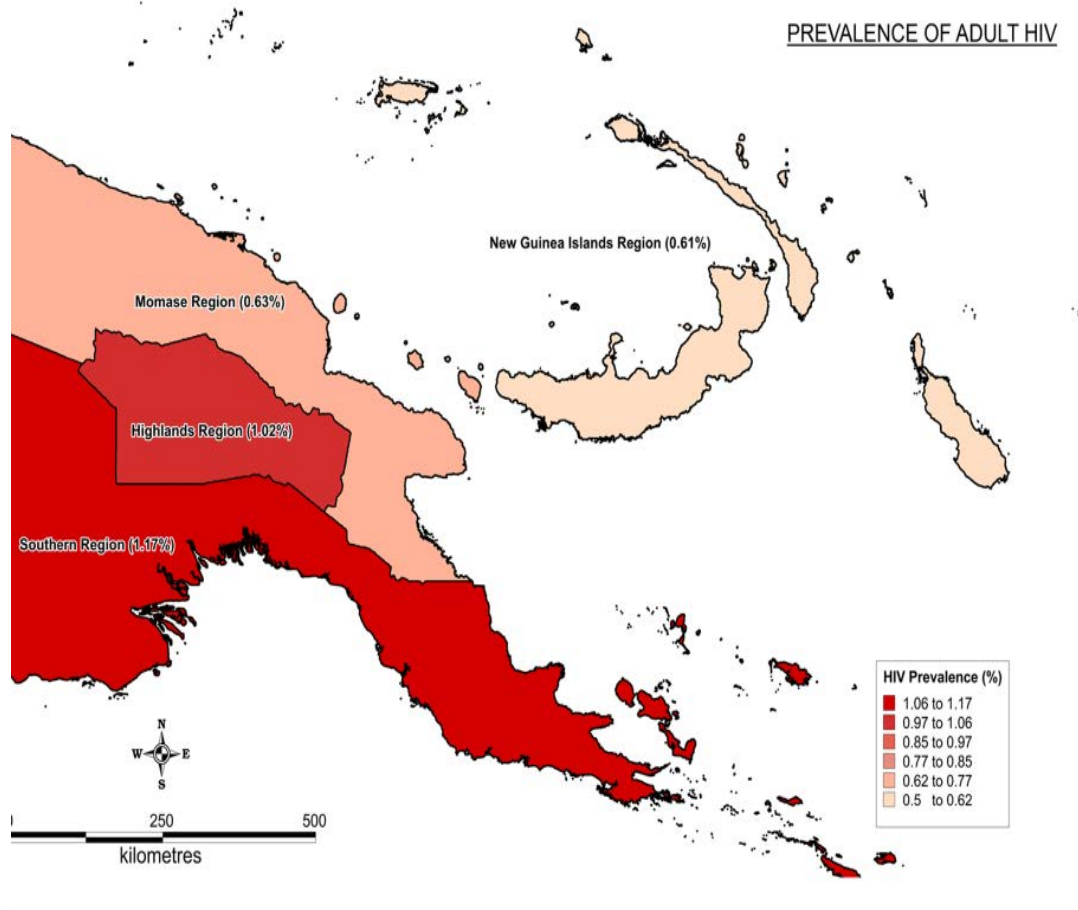 PREVALENCE OF ADULT HIV
New Guinea Islands Region (0.61%)
Momase Region (0.63%)
Highlands Region (1.02%)
Southern Region (1.17%)
HIV Prevalence (%)
1.06 to 1.17
0.97 to 1.06
0.85 to 0.97
0.77 to 0.85
0.62 to 0.77
0.5 to 0.62
N
W E
S
250 500
kilometres